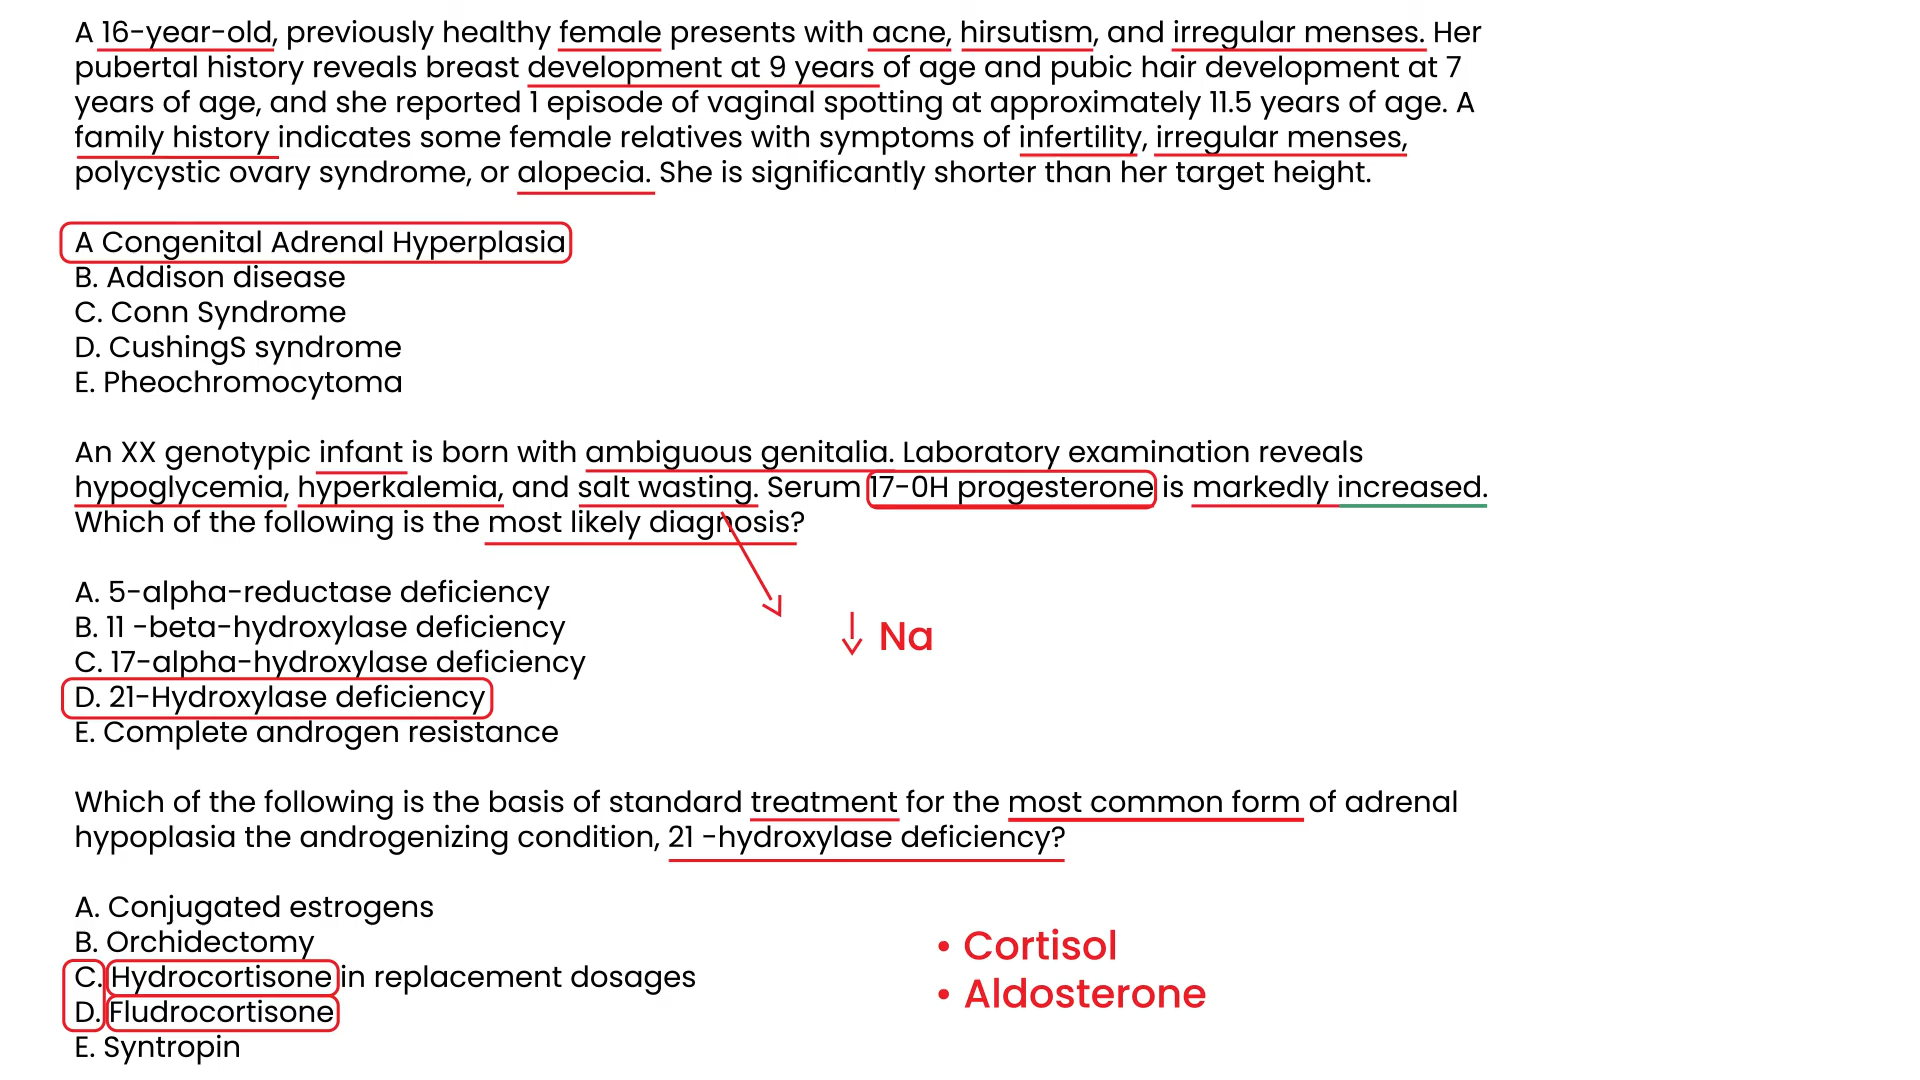 A 16-year-old, previously healthy female presents with acne, hirsutism, and irregular menses. Her
pubertal history reveals breast development at 9 years of age and pubic hair development at 7
years of age, and she reported 1 episode of vaginal spotting at approximately 11.5 years of age. A
family history indicates some female relatives with symptoms of infertility, irregular menses,
polycystic ovary syndrome, or alopecia. She is significantly shorter than her target height.
A Congenital Adrenal Hyperplasia
B. Addison disease
C. Conn Syndrome
D. CushingS syndrome
E. Pheochromocytoma
An XX genotypic infant is born with ambiguous genitalia. Laboratory examination reveals
hypoglycemia, hyperkalemia, and salt wasting. Serum 17-0H progesterone is markedly increased.
Which of the following is the most likely diagnosis?
A. 5-alpha-reductase deficiency
B. 11 -beta-hydroxylase deficiency
C. 17-alpha-hydroxylase deficiency
D. 21-Hydroxylase deficiency
E. Complete androgen resistance
↓ Na
Which of the following is the basis of standard treatment for the most common form of adrenal
hypoplasia the androgenizing condition, 21 -hydroxylase deficiency?
A. Conjugated estrogens
B. Orchidectomy
C. Hydrocortisone in replacement dosages
D. Fludrocortisone
E. Syntropin
• Cortisol
• Aldosterone